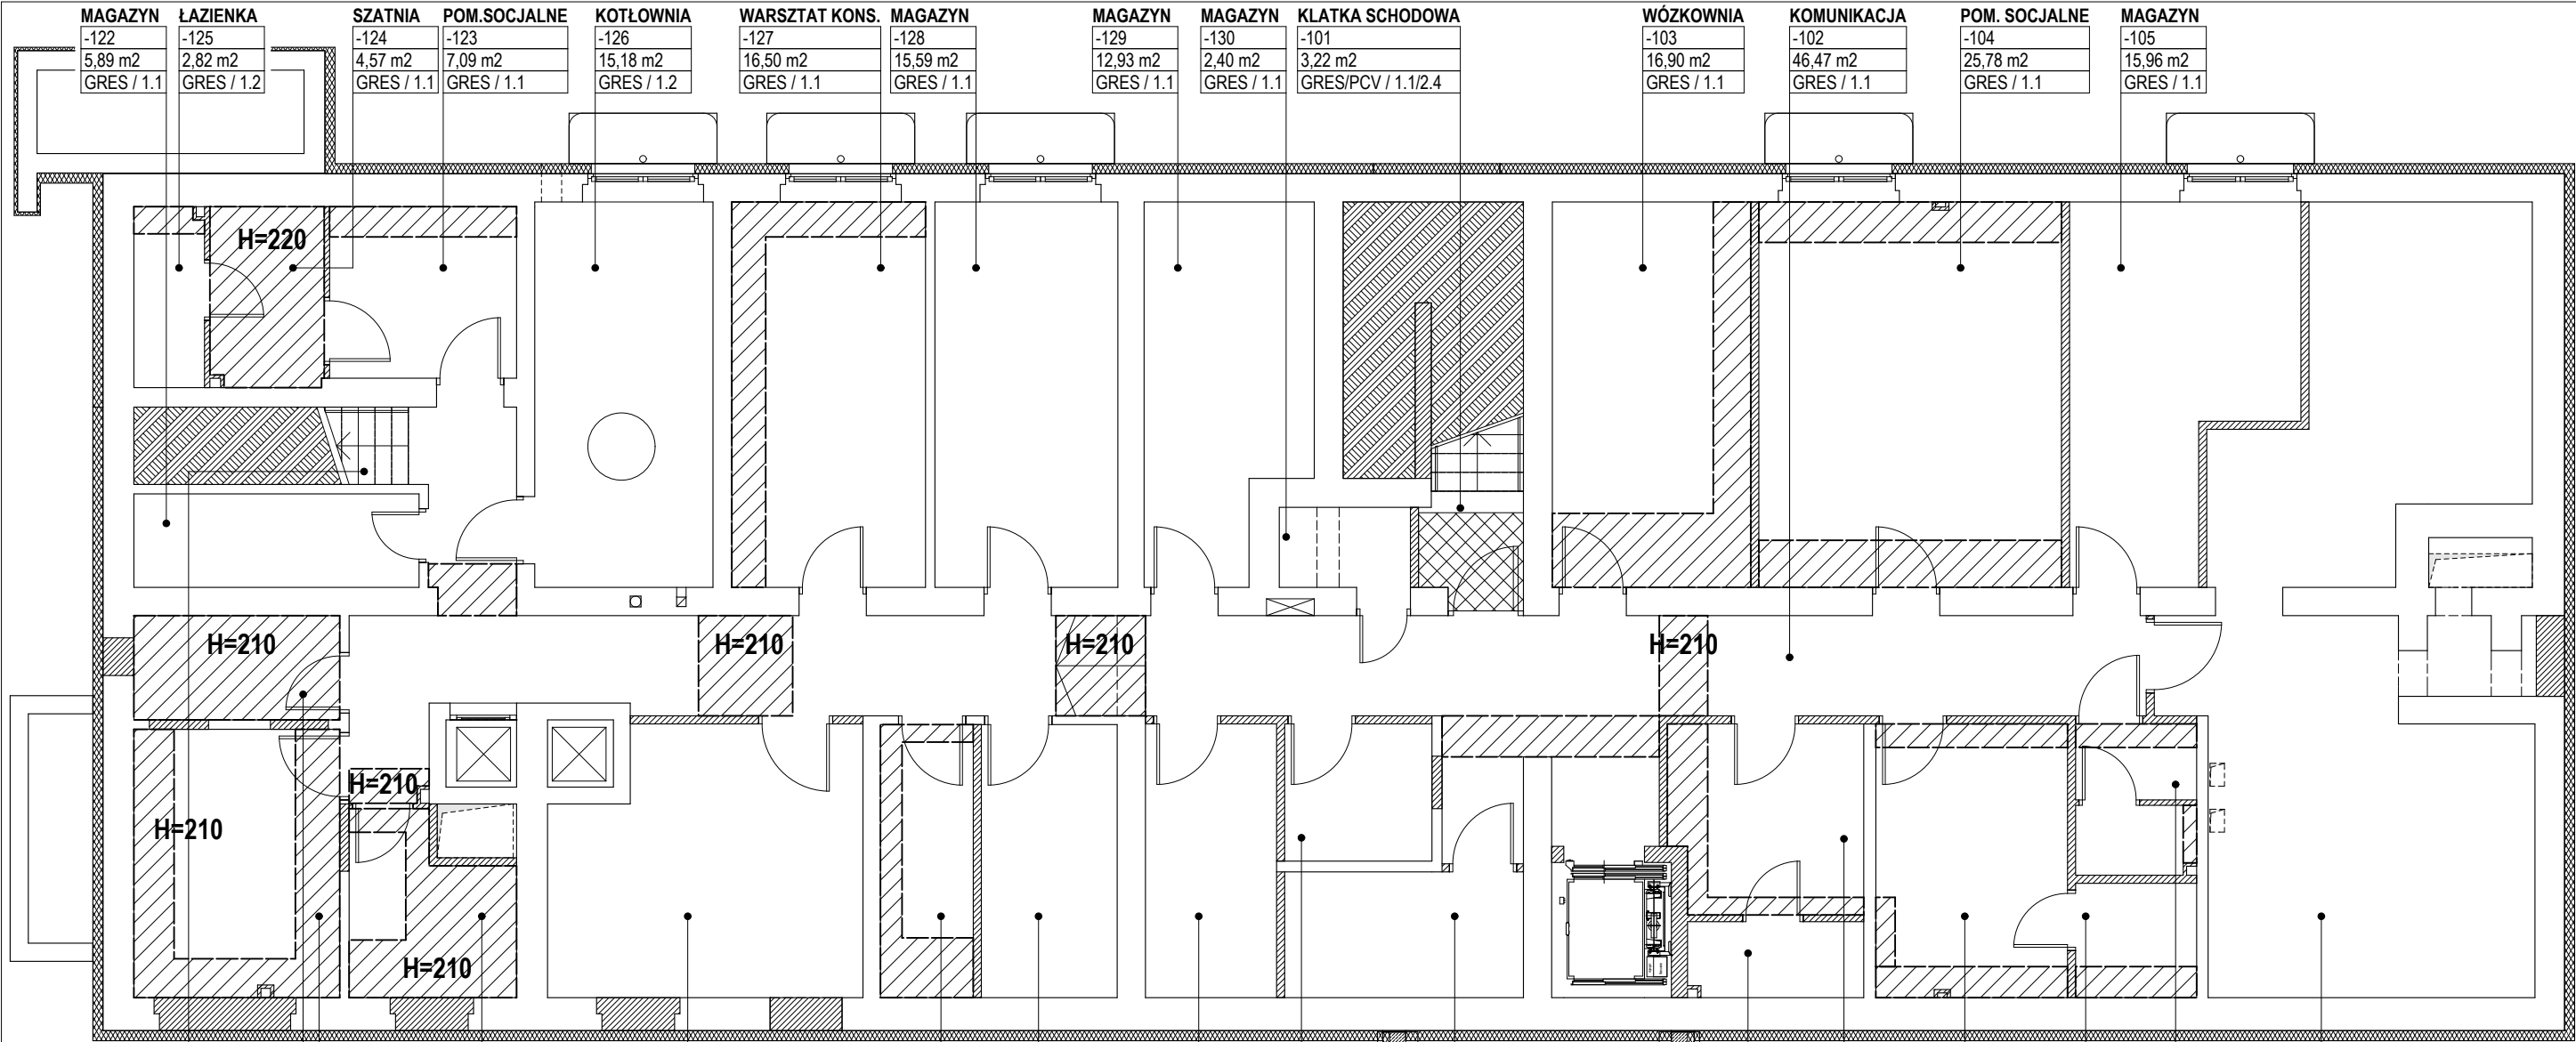 MAGAZYN
-122
5,89 m2
GRES / 1.1
ŁAZIENKA
-125
2,82 m2
GRES / 1.2
SZATNIA
-124
4,57 m2
GRES / 1.1
POM.SOCJALNE
-123
7,09 m2
GRES / 1.1
KOTŁOWNIA
-126
15,18 m2
GRES / 1.2
WARSZTAT KONS.
-127
16,50 m2
GRES / 1.1
MAGAZYN
-128
15,59 m2
GRES / 1.1
MAGAZYN
-129
12,93 m2
GRES / 1.1
MAGAZYN
-130
2,40 m2
GRES / 1.1
KLATKA SCHODOWA
-101
3,22 m2
GRES/PCV / 1.1/2.4
WÓZKOWNIA
-103
16,90 m2
GRES / 1.1
KOMUNIKACJA
-102
46,47 m2
GRES / 1.1
POM. SOCJALNE
-104
25,78 m2
GRES / 1.1
MAGAZYN
-105
15,96 m2
GRES / 1.1
H=220
H=210
H=210
H=210
H=210
H=210
H=210
H=210